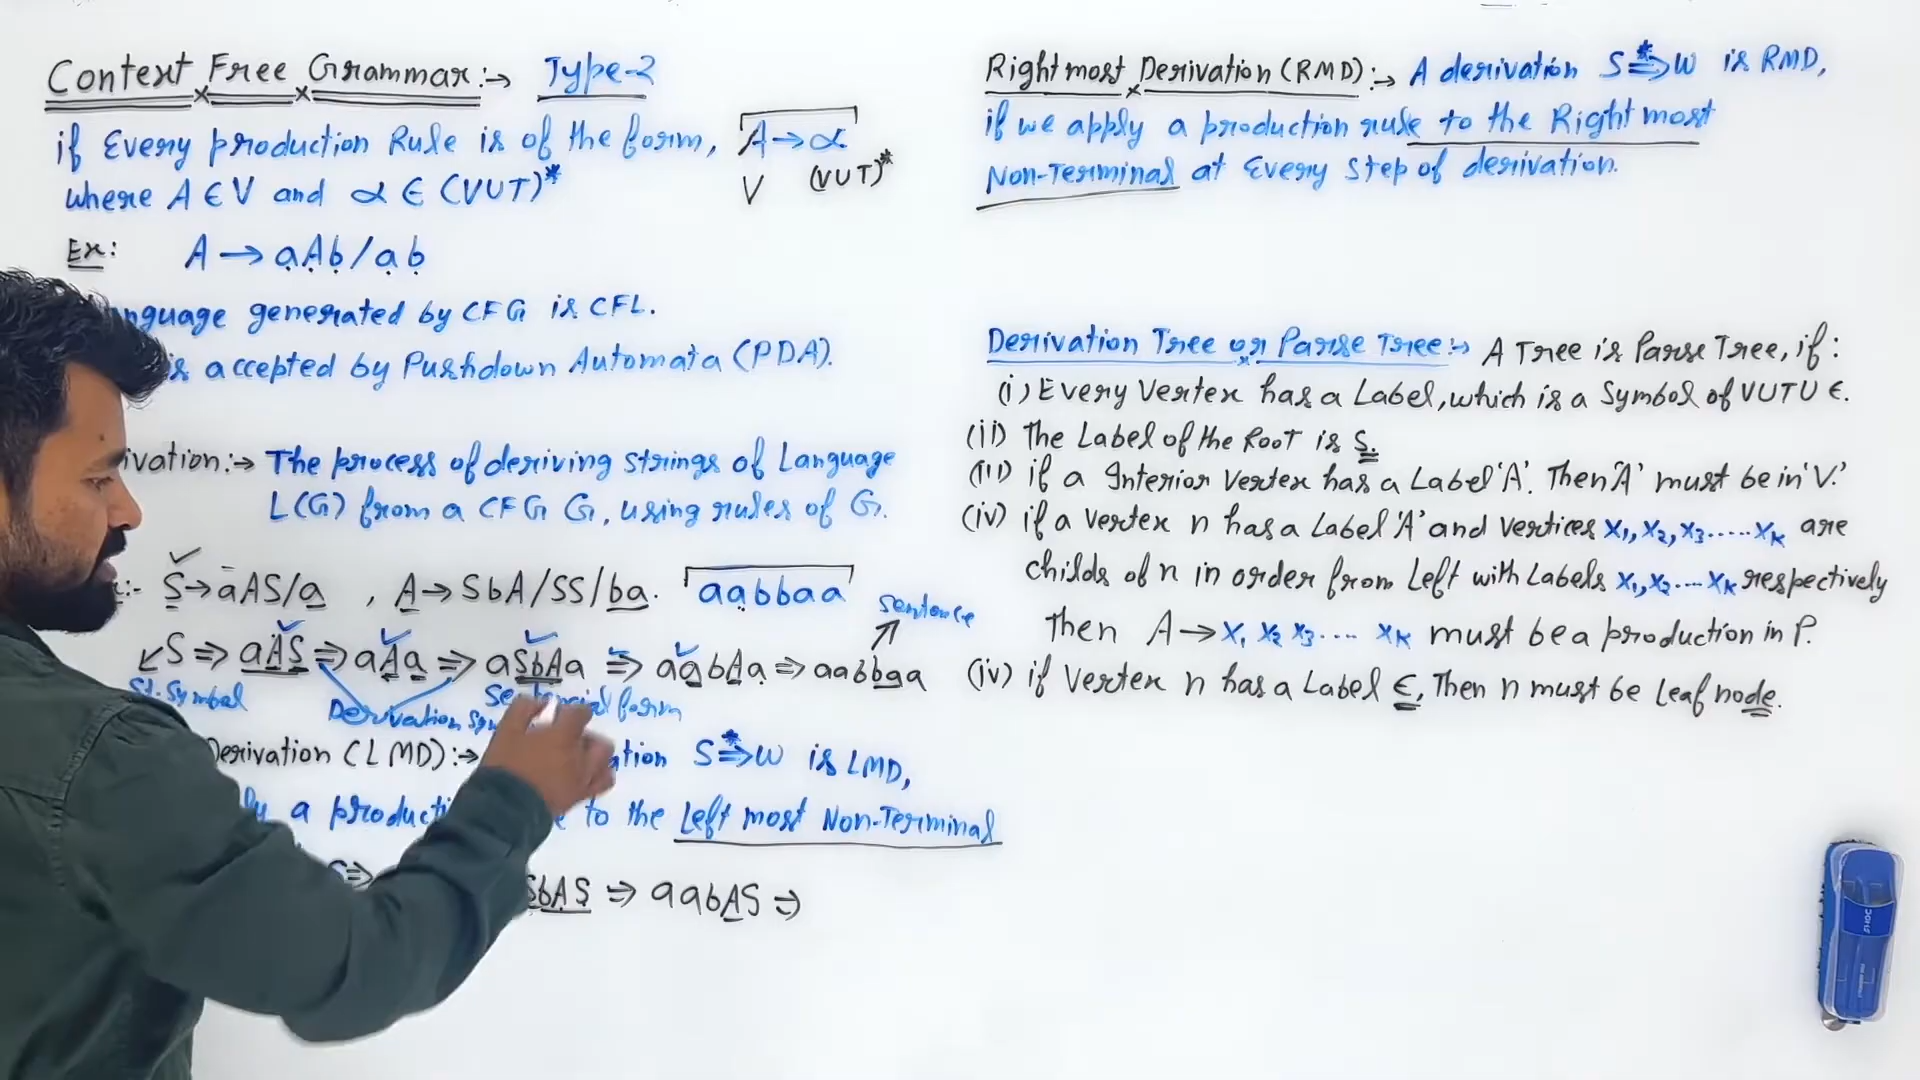 Context Free Grammar :→ Type-2
if Every production Rule is of the form, A → α
where A ∈ V and α ∈ (VUT)* V (VUT)*
Ex: A → aAb/ab
nguage generated by CFG is CFL.
is accepted by Pushdown Automata (PDA).
ivation:→ The process of deriving strings of Language
L(G) from a CFG G, using rules of G.
:- S→aAS/a , A→SbA/SS/ba. aabbaa
sentence
S ⇒ aAS ⇒ aAa ⇒ aSbAa ⇒ aabAa ⇒ aabbaa
St. Symbol Derivation form
Derivation (LMD):→ ation S ⇒* W is LMD,
a to the Left most Non-Terminal
S⇒ SbAS ⇒ aabAS ⇒
Rightmost Derivation (RMD):→ A derivation S ⇒* W is RMD,
if we apply a production rule to the Right most
Non-Terminal at Every Step of derivation.
Derivation Tree or Parse Tree:→ A Tree is Parse Tree, if:
(i) Every Vertex has a Label, which is a Symbol of VUTU ϵ.
(ii) The Label of the Root is S.
(iii) if a Interior Vertex has a Label 'A'. Then 'A' must be in 'V'.
(iv) if a Vertex n has a Label 'A' and Vertices X1, X2, X3.....XK are
childs of n in order from Left with Labels X1, X2....XK respectively
Then A → X1 X2 X3.... XK must be a production in P.
(iv) if Vertex n has a Label ϵ, Then n must be Leaf node.